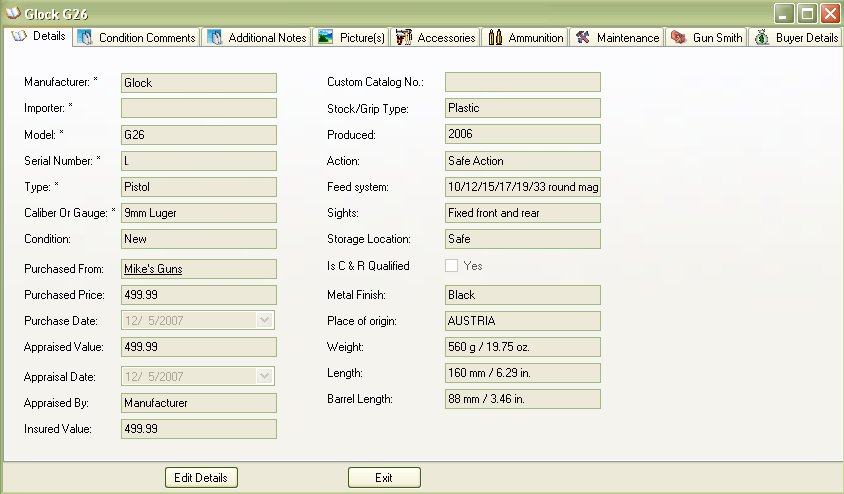 Glock G26
Details Condition Comments Additional Notes Picture(s) Accessories Ammunition Maintenance Gun Smith Buyer Details
Manufacturer: * Glock
Importer: *
Model: * G26
Serial Number: * L
Type: * Pistol
Caliber Or Gauge: * 9mm Luger
Condition: New
Purchased From: Mike's Guns
Purchased Price: 499.99
Purchase Date: 12/ 5/2007
Appraised Value: 499.99
Appraisal Date: 12/ 5/2007
Appraised By: Manufacturer
Insured Value: 499.99
Custom Catalog No.:
Stock/Grip Type: Plastic
Produced: 2006
Action: Safe Action
Feed system: 10/12/15/17/19/33 round mag
Sights: Fixed front and rear
Storage Location: Safe
Is C & R Qualified Yes
Metal Finish: Black
Place of origin: AUSTRIA
Weight: 560 g / 19.75 oz.
Length: 160 mm / 6.29 in.
Barrel Length: 88 mm / 3.46 in.
Edit Details Exit